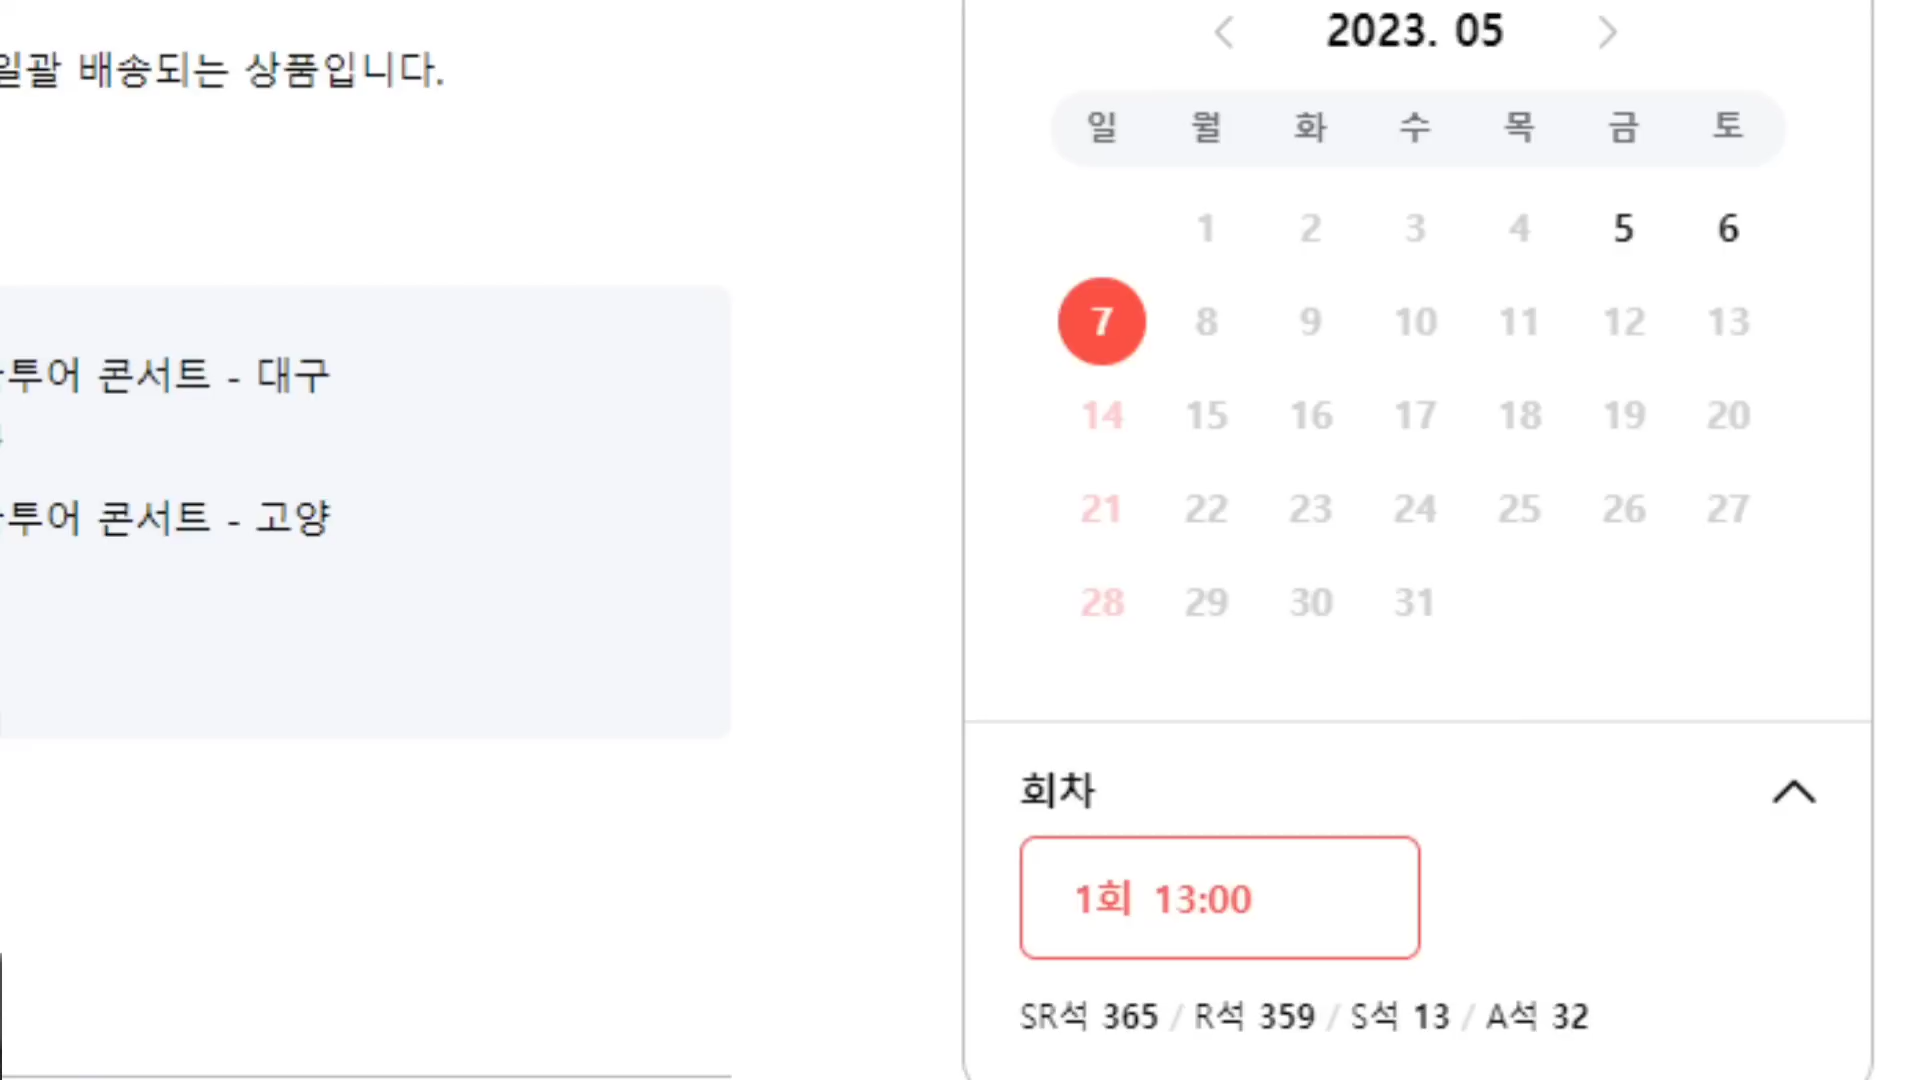 일괄 배송되는 상품입니다.
투어 콘서트 - 대구
투어 콘서트 - 고양
2023. 05
일 월 화 수 목 금 토
1 2 3 4 5 6
7 8 9 10 11 12 13
14 15 16 17 18 19 20
21 22 23 24 25 26 27
28 29 30 31
회차
1회 13:00
SR석 365 / R석 359 / S석 13 / A석 32